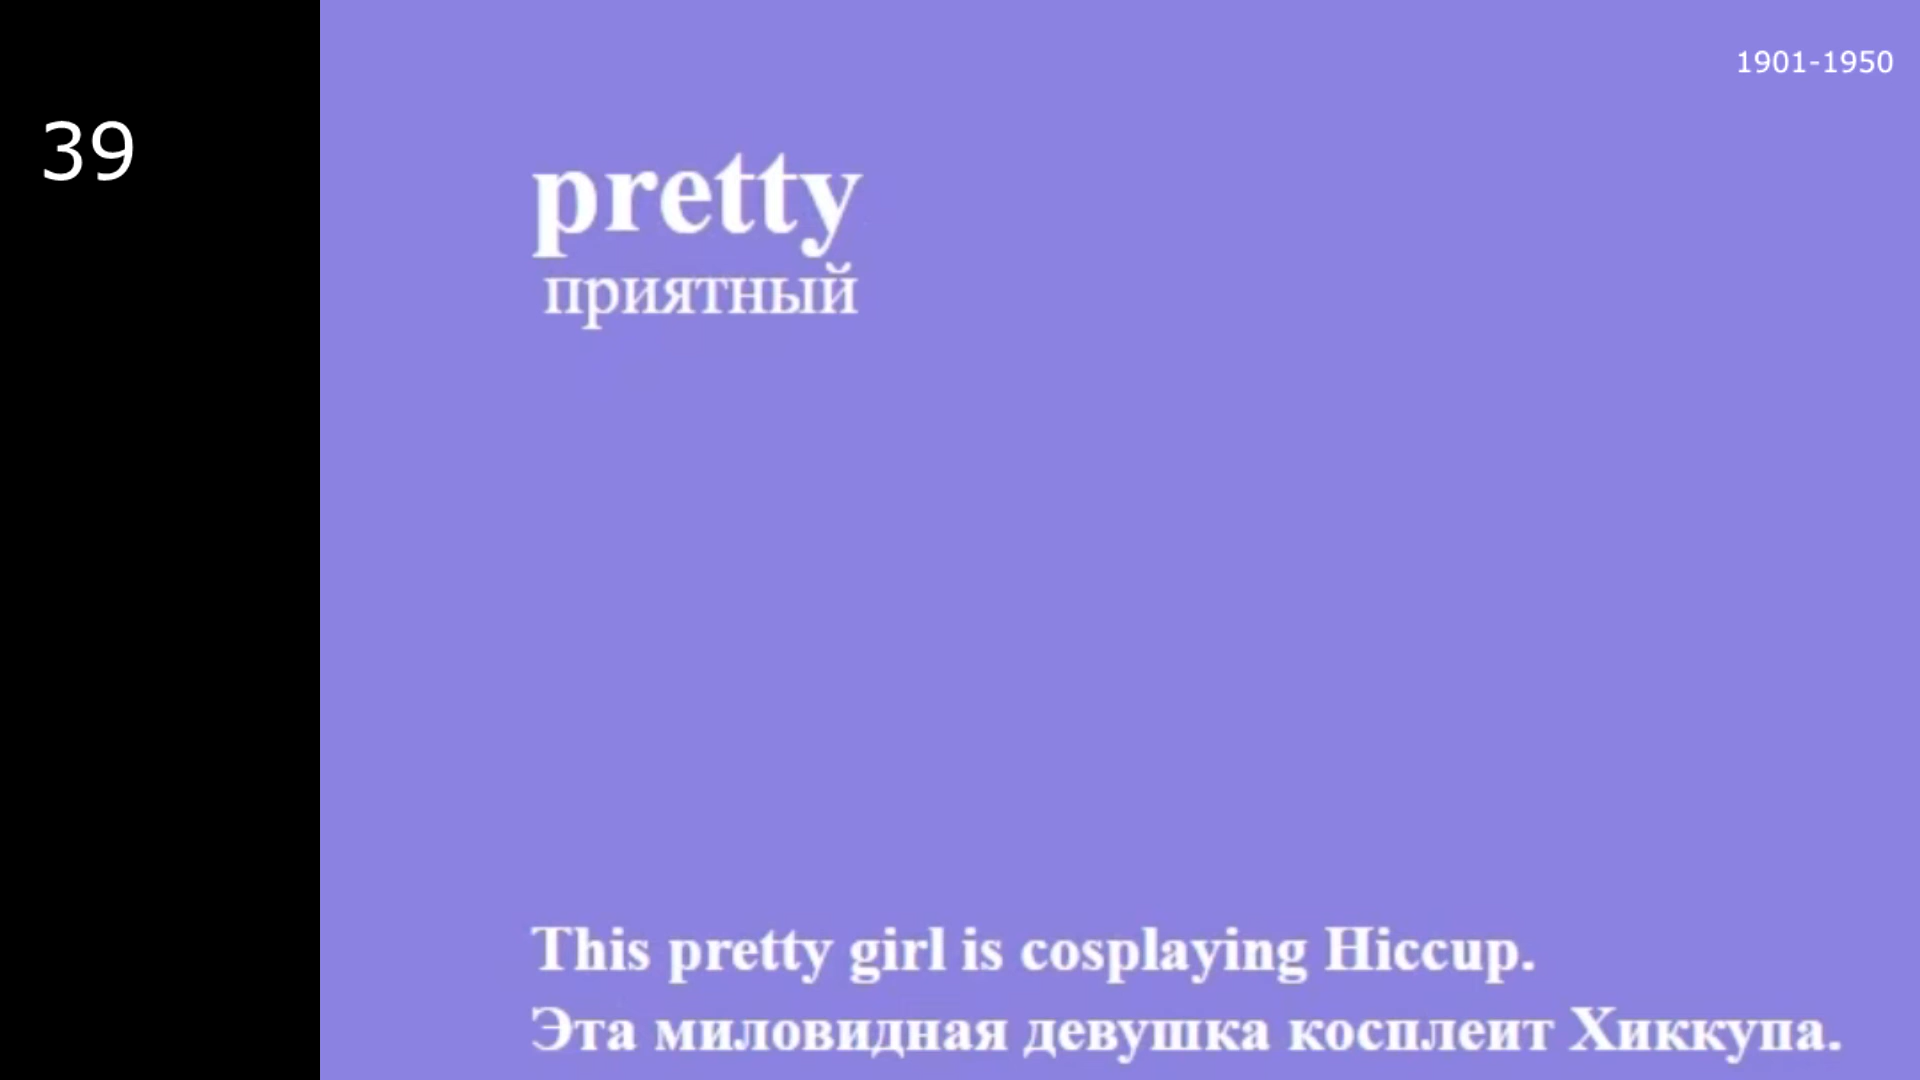 1901-1950
39
pretty
приятный
This pretty girl is cosplaying Hiccup.
Эта миловидная девушка косплеит Хиккупа.